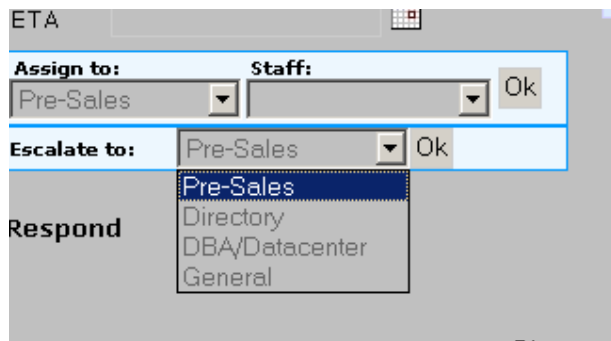 ETA
Assign to: Staff:
Pre-Sales Ok
Escalate to: Pre-Sales Ok
Pre-Sales
Directory
DBA/Datacenter
General
Respond